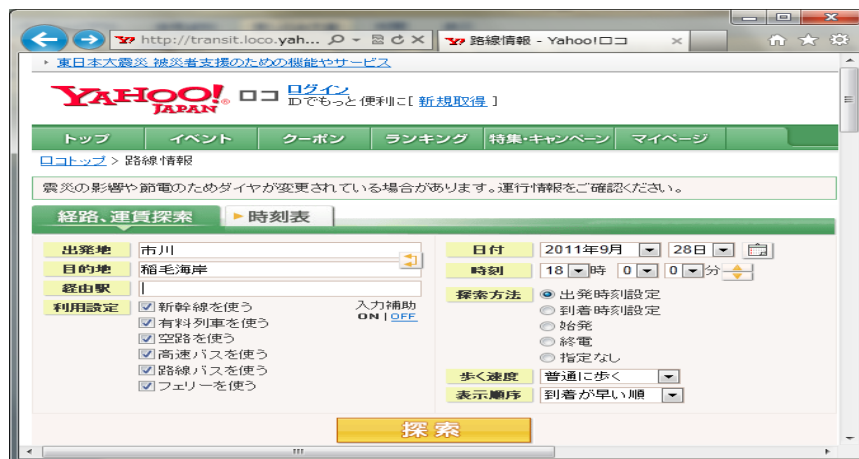 http://transit.loco.yah...
路線情報 - Yahoo!ロコ
東日本大震災 被災者支援のための機能やサービス
YAHOO! JAPAN ロコ
ログイン
IDでもっと便利に[ 新規取得 ]
トップ イベント クーポン ランキング 特集・キャンペーン マイページ
ロコトップ > 路線情報
震災の影響や節電のためダイヤが変更されている場合があります。運行情報をご確認ください。
経路、運賃探索 時刻表
出発地 市川
目的地 稲毛海岸
経由駅
利用設定 新幹線を使う
有料列車を使う
空路を使う
高速バスを使う
路線バスを使う
フェリーを使う
入力補助
ON | OFF
日付 2011年9月 28日
時刻 18 時 0 0 分
探索方法 出発時刻設定
到着時刻設定
始発
終電
指定なし
歩く速度 普通に歩く
表示順序 到着が早い順
探索